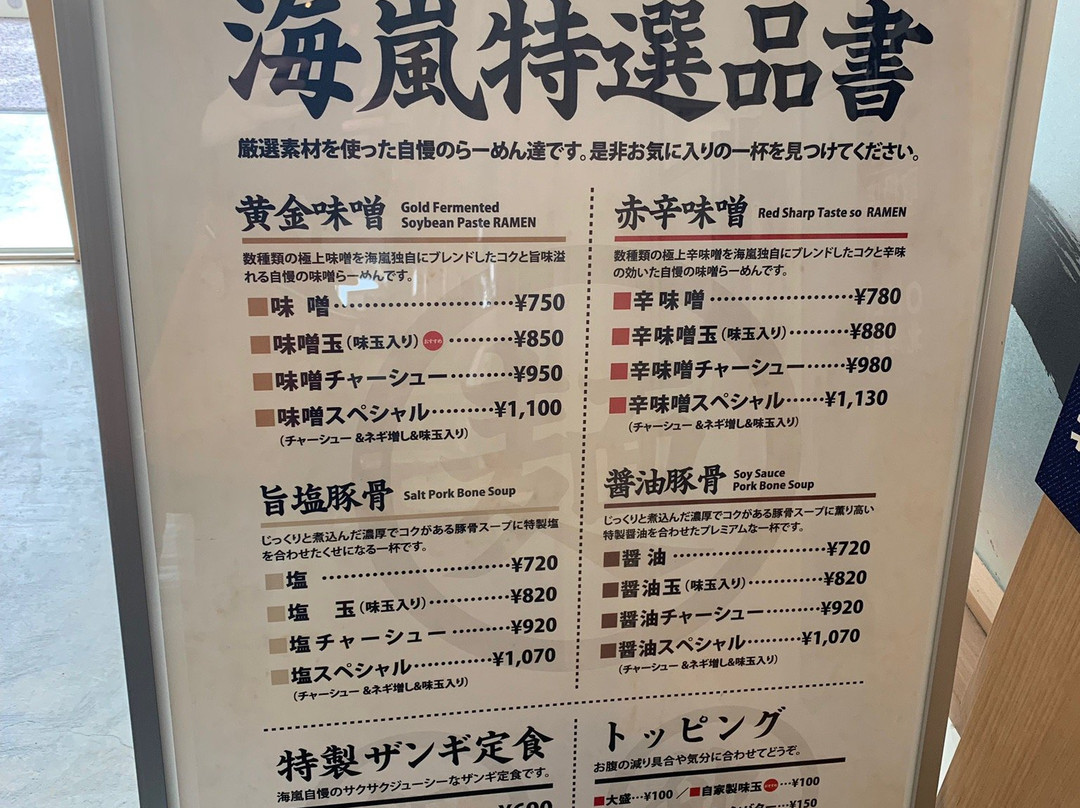 海嵐特選品書
厳選素材を使った自慢のらーめん達です。是非お気に入りの一杯を見つけてください。
黄金味噌 Gold Fermented
Soybean Paste RAMEN
数種類の極上味噌を海嵐独自にブレンドしたコクと旨味溢
れる自慢の味噌らーめんです。
味噌‥‥‥‥‥‥‥‥¥750
味噌玉(味玉入り) おすすめ ‥‥‥‥¥850
味噌チャーシュー‥‥‥‥¥950
味噌スペシャル‥‥‥‥¥1,100
(チャーシュー&ネギ増し&味玉入り)
赤辛味噌 Red Sharp Taste so RAMEN
数種類の極上辛味噌を海嵐独自にブレンドしたコクと辛味
の効いた自慢の味噌らーめんです。
辛味噌‥‥‥‥‥‥‥‥¥780
辛味噌玉(味玉入り)‥‥‥‥¥880
辛味噌チャーシュー‥‥‥¥980
辛味噌スペシャル‥‥‥¥1,130
(チャーシュー&ネギ増し&味玉入り)
旨塩豚骨 Salt Pork Bone Soup
じっくりと煮込んだ濃厚でコクがある豚骨スープに特製塩
を合わせたくせになる一杯です。
塩 ‥‥‥‥‥‥‥‥‥‥¥720
塩 玉(味玉入り)‥‥‥‥‥¥820
塩チャーシュー ‥‥‥‥¥920
塩スペシャル‥‥‥‥‥¥1,070
(チャーシュー&ネギ増し&味玉入り)
醤油豚骨 Soy Sauce
Pork Bone Soup
じっくりと煮込んだ濃厚でコクがある豚骨スープに薫り高い
特製醤油を合わせたプレミアムな一杯です。
醤油‥‥‥‥‥‥‥‥‥¥720
醤油玉(味玉入り)‥‥‥‥‥¥820
醤油チャーシュー‥‥‥‥¥920
醤油スペシャル‥‥‥‥‥¥1,070
(チャーシュー&ネギ増し&味玉入り)
特製ザンギ定食
海嵐自慢のサクサクジューシーなザンギ定食です。
トッピング
お腹の減り具合や気分に合わせてどうぞ。
大盛‥¥100 / 自家製味玉‥¥100
バター‥¥150